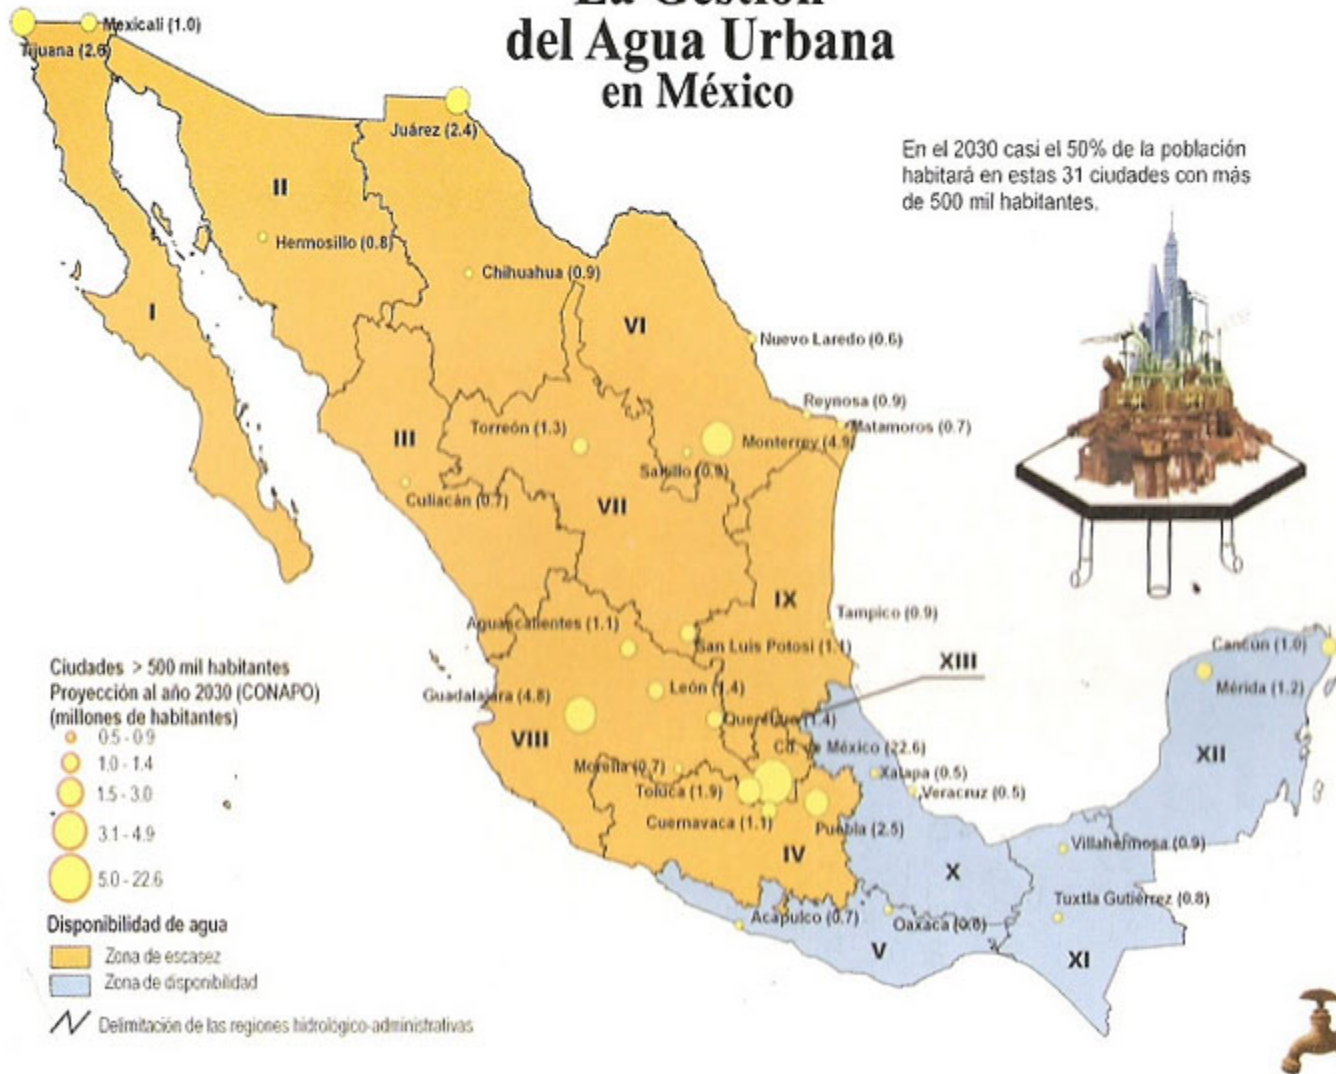 La Gestión
del Agua Urbana
en México
En el 2030 casi el 50% de la población
habitará en estas 31 ciudades con más
de 500 mil habitantes.
Mexicali (1.0)
Tijuana (2.6)
Juárez (2.4)
II
Hermosillo (0.8)
Chihuahua (0.9)
I
VI
Nuevo Laredo (0.6)
Reynosa (0.9)
Matamoros (0.7)
Torreón (1.3)
III
Monterrey (4.9)
Saltillo (0.9)
Culiacán (0.7)
VII
IX
Tampico (0.9)
Aguascalientes (1.1)
San Luis Potosí (1.1)
XIII
Cancún (1.0)
Mérida (1.2)
León (1.4)
Guadalajara (4.8)
Querétaro (1.4)
VIII
Cd. de México (22.6)
XII
Morelia (0.7)
Xalapa (0.5)
Toluca (1.9)
Veracruz (0.5)
Cuernavaca (1.1)
Puebla (2.5)
Villahermosa (0.9)
IV
X
Tuxtla Gutiérrez (0.8)
Acapulco (0.7)
Oaxaca
V
XI
Ciudades > 500 mil habitantes
Proyección al año 2030 (CONAPO)
(millones de habitantes)
0.5 - 0.9
1.0 - 1.4
1.5 - 3.0
3.1 - 4.9
5.0 - 22.6
Disponibilidad de agua
Zona de escasez
Zona de disponibilidad
Delimitación de las regiones hidrológico-administrativas